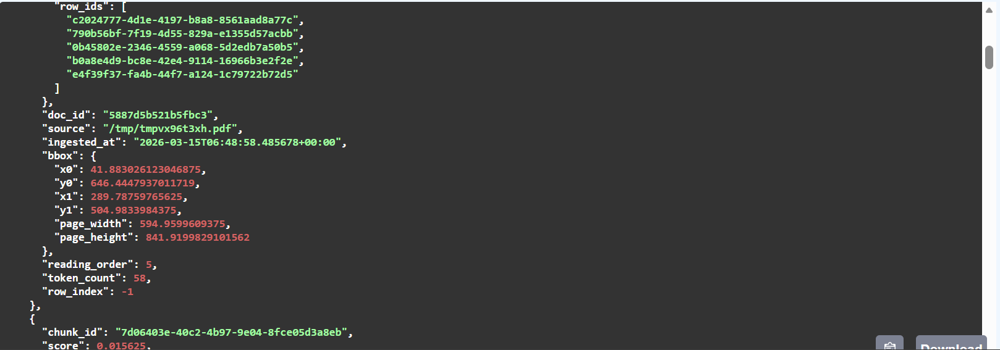 "row_ids": [
"c2024777-4d1e-4197-b8a8-8561aad8a77c",
"790b56bf-7f19-4d55-829a-e1355d57acbb",
"0b45802e-2346-4559-a068-5d2edb7a50b5",
"b0a8e4d9-bc8e-42e4-9114-16966b3e2f2e",
"e4f39f37-fa4b-44f7-a124-1c79722b72d5"
]
},
"doc_id": "5887d5b521b5fbc3",
"source": "/tmp/tmpvx96t3xh.pdf",
"ingested_at": "2026-03-15T06:48:58.485678+00:00",
"bbox": {
"x0": 41.883026123046875,
"y0": 646.4447937011719,
"x1": 289.78759765625,
"y1": 504.9833984375,
"page_width": 594.9599609375,
"page_height": 841.9199829101562
},
"reading_order": 5,
"token_count": 58,
"row_index": -1
},
{
"chunk_id": "7d06403e-40c2-4b97-9e04-8fce05d3a8eb",
"score": 0.015625,
Download